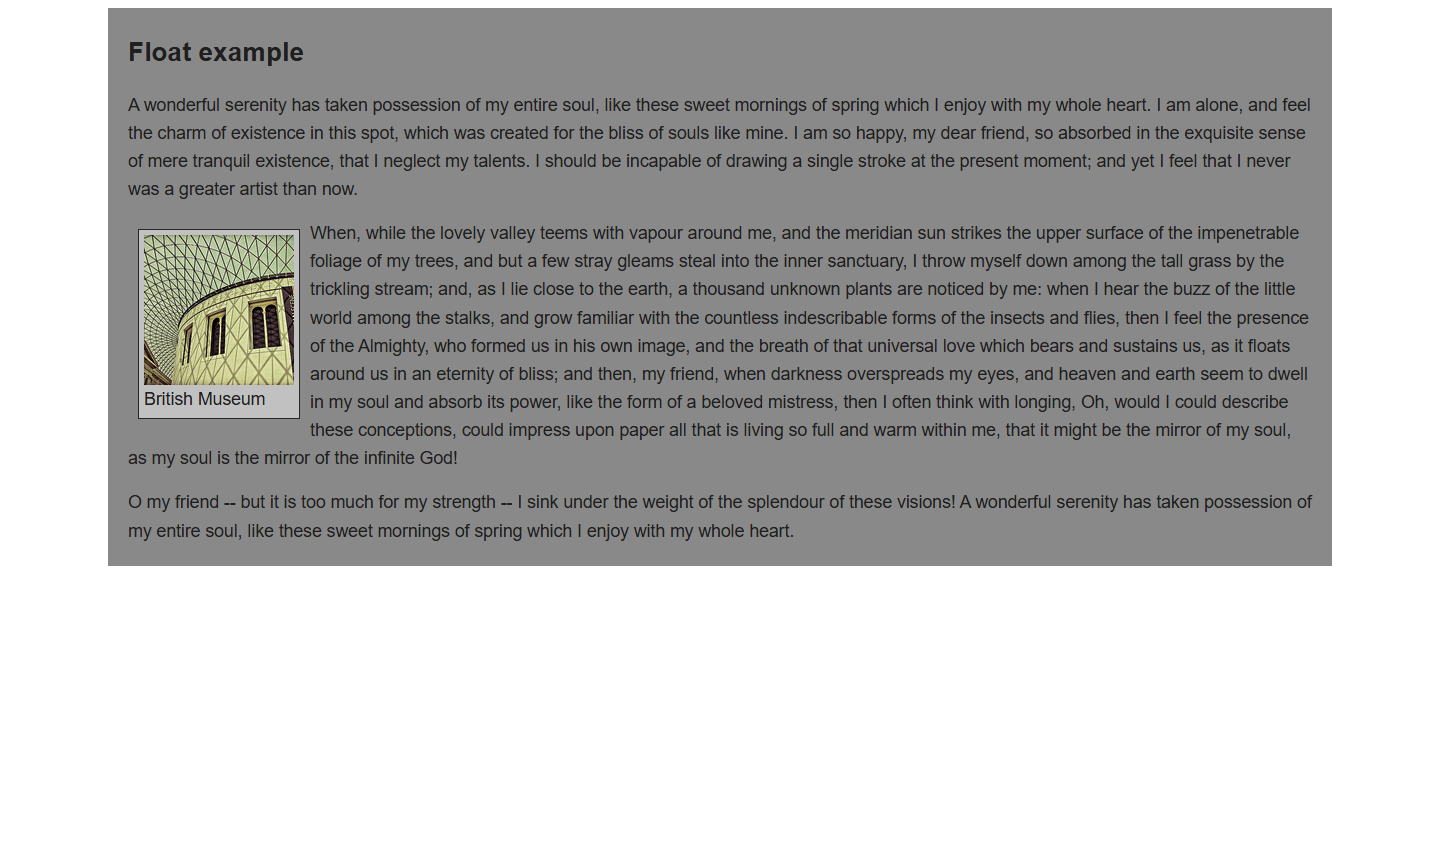 Float example
A wonderful serenity has taken possession of my entire soul, like these sweet mornings of spring which I enjoy with my whole heart. I am alone, and feel
the charm of existence in this spot, which was created for the bliss of souls like mine. I am so happy, my dear friend, so absorbed in the exquisite sense
of mere tranquil existence, that I neglect my talents. I should be incapable of drawing a single stroke at the present moment; and yet I feel that I never
was a greater artist than now.
When, while the lovely valley teems with vapour around me, and the meridian sun strikes the upper surface of the impenetrable
foliage of my trees, and but a few stray gleams steal into the inner sanctuary, I throw myself down among the tall grass by the
trickling stream; and, as I lie close to the earth, a thousand unknown plants are noticed by me: when I hear the buzz of the little
world among the stalks, and grow familiar with the countless indescribable forms of the insects and flies, then I feel the presence
of the Almighty, who formed us in his own image, and the breath of that universal love which bears and sustains us, as it floats
around us in an eternity of bliss; and then, my friend, when darkness overspreads my eyes, and heaven and earth seem to dwell
British Museum
in my soul and absorb its power, like the form of a beloved mistress, then I often think with longing, Oh, would I could describe
these conceptions, could impress upon paper all that is living so full and warm within me, that it might be the mirror of my soul,
as my soul is the mirror of the infinite God!
O my friend -- but it is too much for my strength -- I sink under the weight of the splendour of these visions! A wonderful serenity has taken possession of
my entire soul, like these sweet mornings of spring which I enjoy with my whole heart.